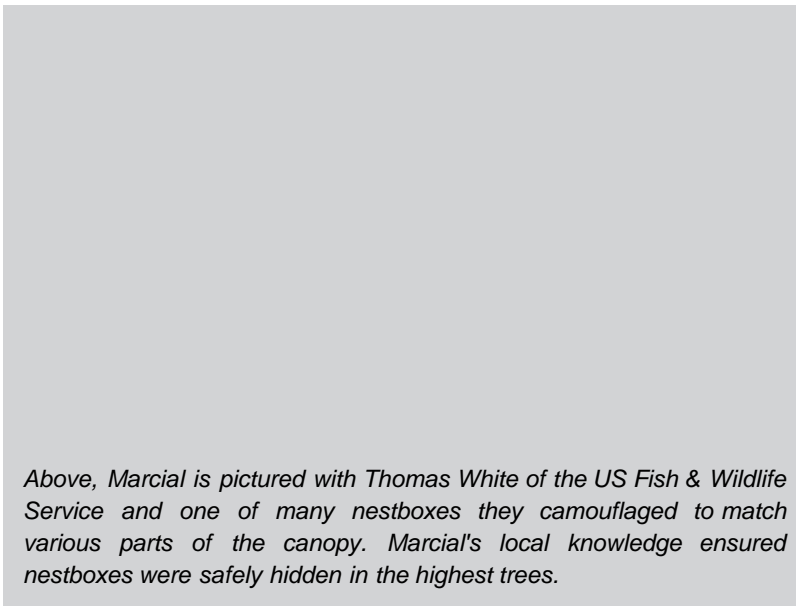 Above, Marcial is pictured with Thomas White of the US Fish & Wildlife
Service and one of many nestboxes they camouflaged to match
various parts of the canopy. Marcial's local knowledge ensured
nestboxes were safely hidden in the highest trees.